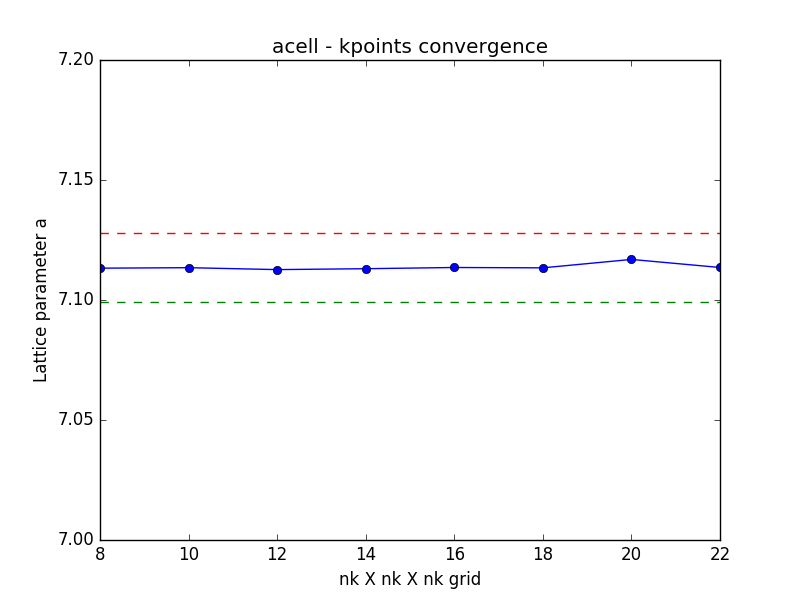 acell - kpoints convergence
7.20
7.15
7.10
7.05
7.00
Lattice parameter a
8 10 12 14 16 18 20 22
nk X nk X nk grid